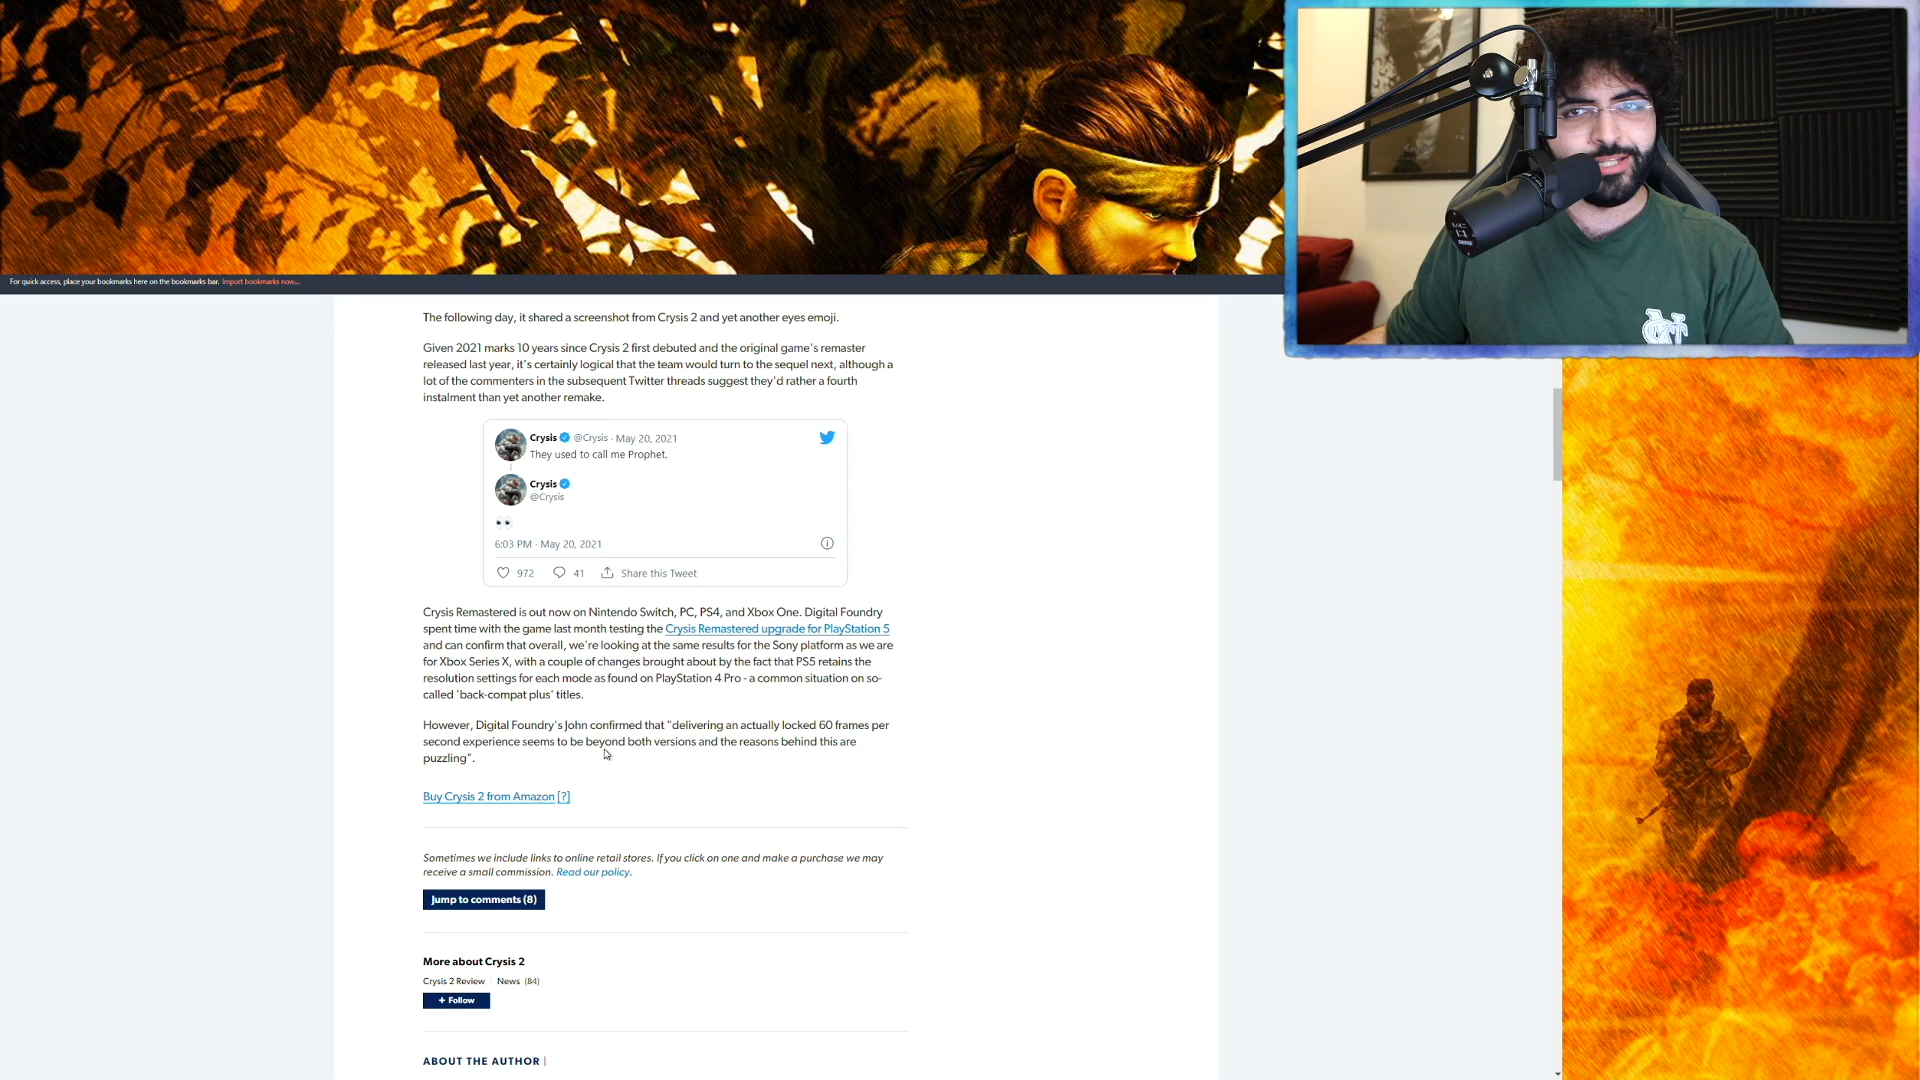 For quick access, place your bookmarks here on the bookmarks bar. Import bookmarks now...
The following day, it shared a screenshot from Crysis 2 and yet another eyes emoji.
Given 2021 marks 10 years since Crysis 2 first debuted and the original game's remaster
released last year, it's certainly logical that the team would turn to the sequel next, although a
lot of the commenters in the subsequent Twitter threads suggest they'd rather a fourth
instalment than yet another remake.
Crysis @Crysis · May 20, 2021
They used to call me Prophet.
Crysis
@Crysis
👀
6:03 PM · May 20, 2021
972 41 Share this Tweet
Crysis Remastered is out now on Nintendo Switch, PC, PS4, and Xbox One. Digital Foundry
spent time with the game last month testing the Crysis Remastered upgrade for PlayStation 5
and can confirm that overall, we're looking at the same results for the Sony platform as we are
for Xbox Series X, with a couple of changes brought about by the fact that PS5 retains the
resolution settings for each mode as found on PlayStation 4 Pro - a common situation on so-
called 'back-compat plus' titles.
However, Digital Foundry's John confirmed that "delivering an actually locked 60 frames per
second experience seems to be beyond both versions and the reasons behind this are
puzzling".
Buy Crysis 2 from Amazon [?]
Sometimes we include links to online retail stores. If you click on one and make a purchase we may
receive a small commission. Read our policy.
Jump to comments (8)
More about Crysis 2
Crysis 2 Review News (84)
+ Follow
ABOUT THE AUTHOR |